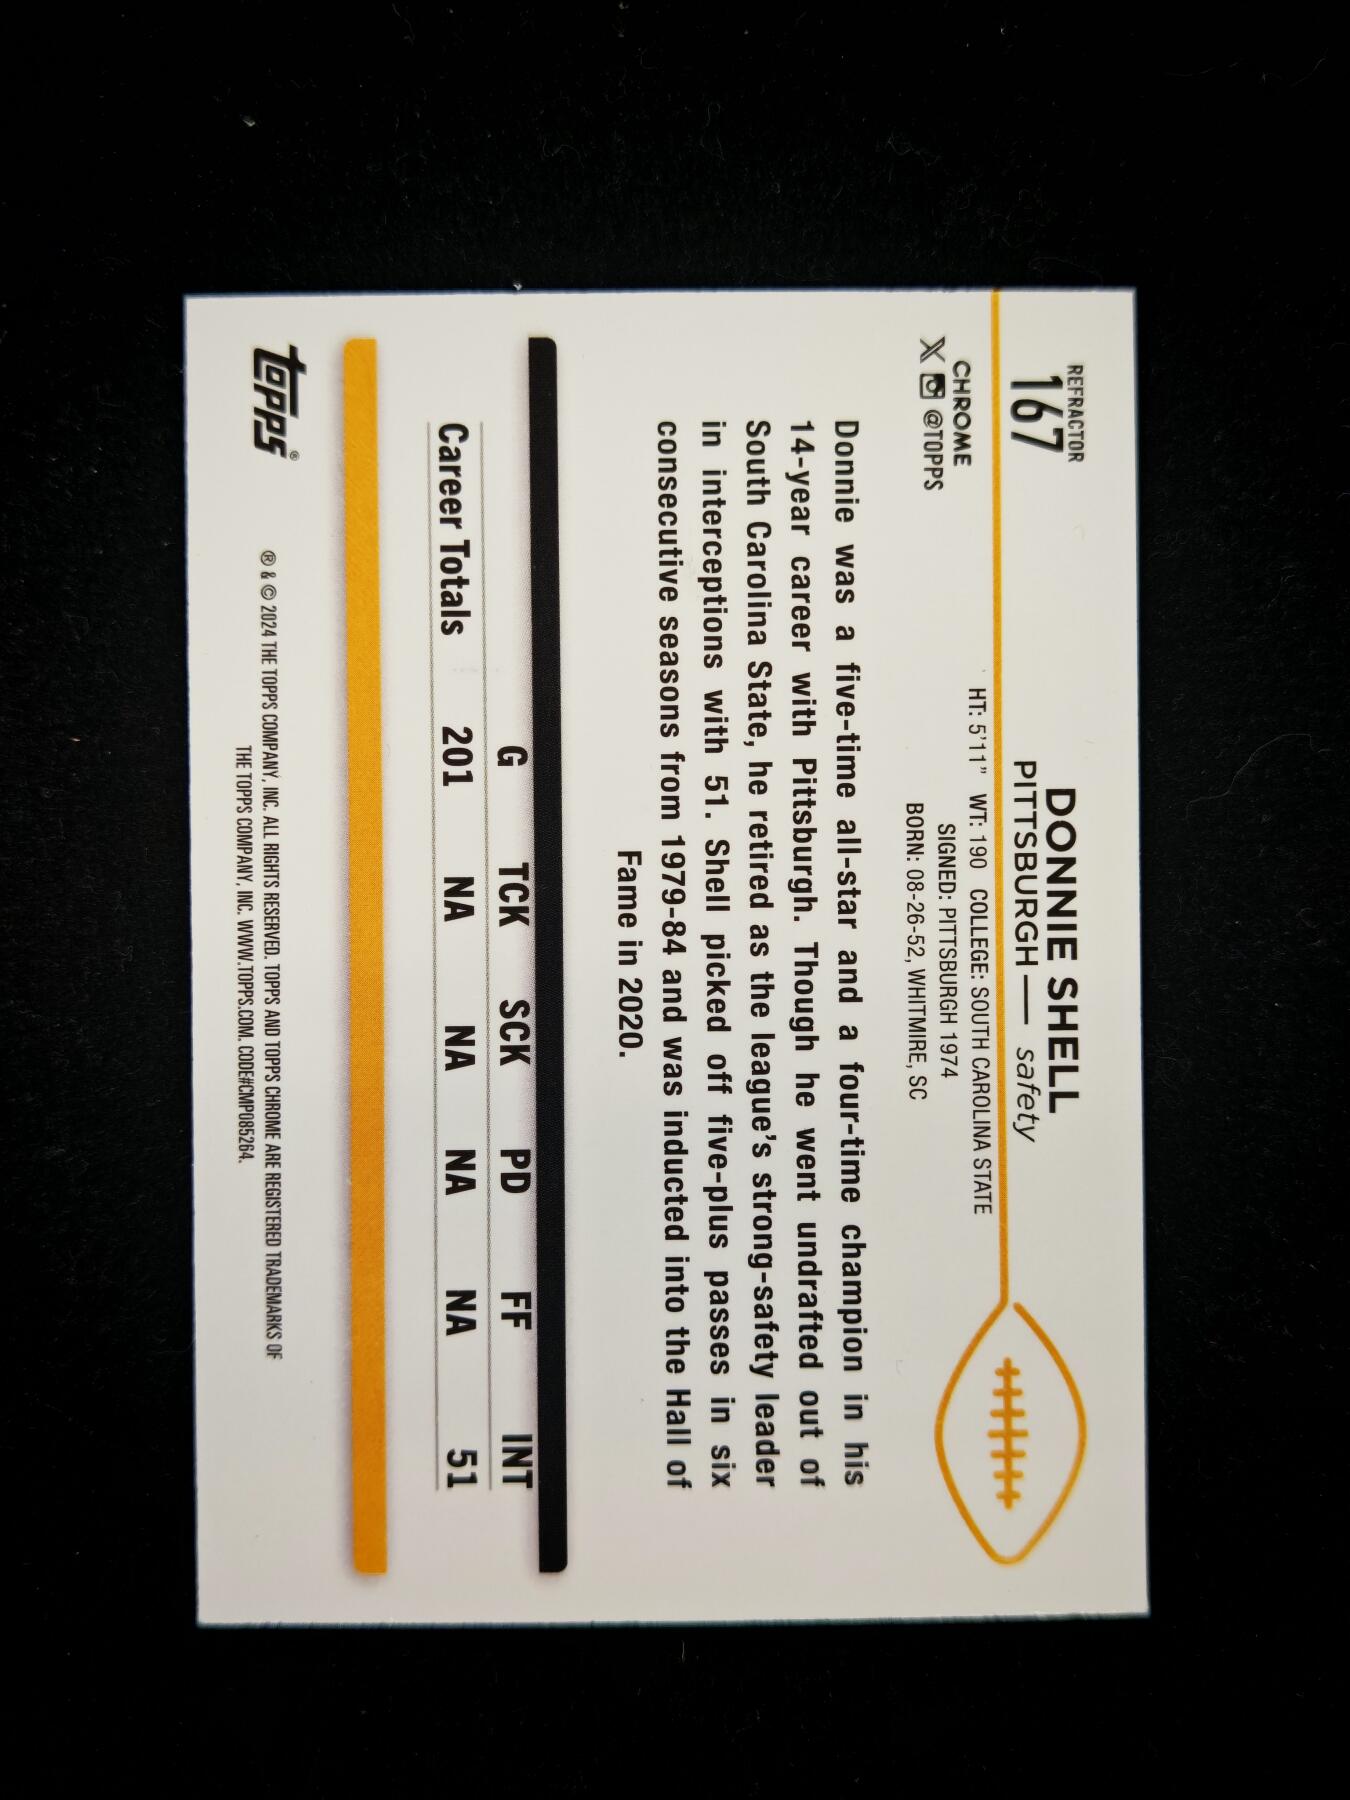 REFRACTOR
167
DONNIE SHELL
PITTSBURGH — safety
CHROME
X @TOPPS
HT: 5'11" WT: 190 COLLEGE: SOUTH CAROLINA STATE
SIGNED: PITTSBURGH 1974
BORN: 08-26-52, WHITMIRE, SC
Donnie was a five-time all-star and a four-time champion in his
14-year career with Pittsburgh. Though he went undrafted out of
South Carolina State, he retired as the league's strong-safety leader
in interceptions with 51. Shell picked off five-plus passes in six
consecutive seasons from 1979-84 and was inducted into the Hall of
Fame in 2020.
G TCK SCK PD FF INT
Career Totals 201 NA NA NA NA 51
topps®
® & © 2024 THE TOPPS COMPANY, INC. ALL RIGHTS RESERVED. TOPPS AND TOPPS CHROME ARE REGISTERED TRADEMARKS OF
THE TOPPS COMPANY, INC. WWW.TOPPS.COM. CODE#CMP085264.